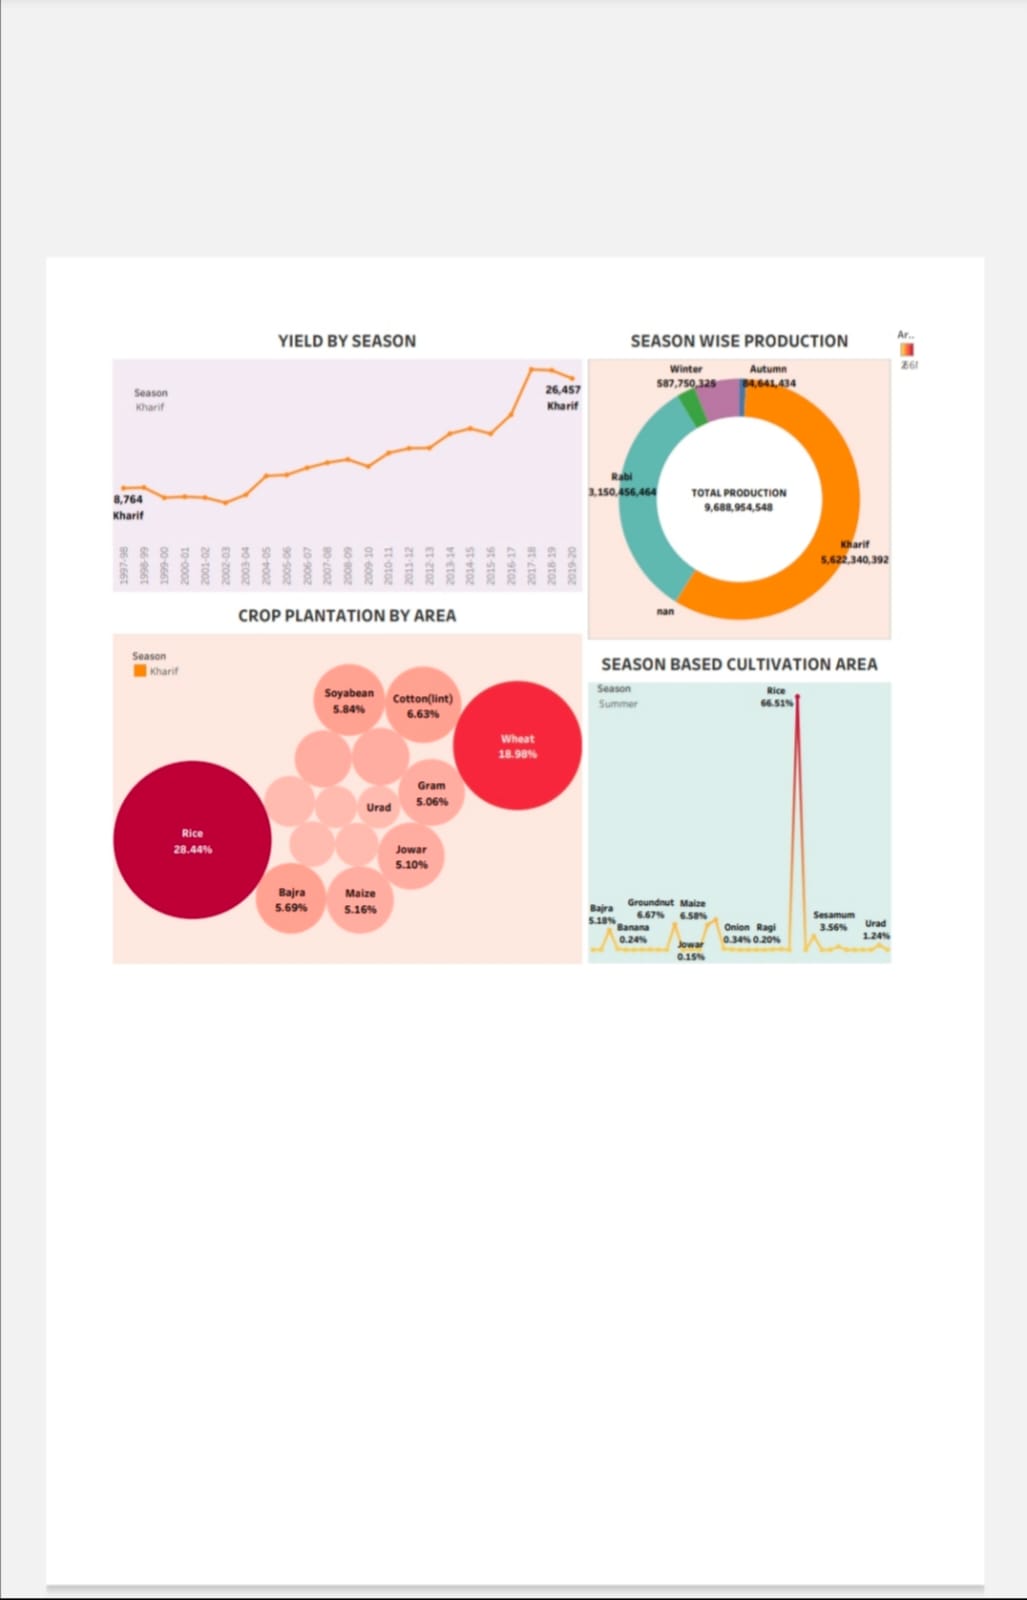 YIELD BY SEASON
Season
Kharif
26,457
Kharif
8,764
Kharif
1997-98
1998-99
1999-00
2000-01
2001-02
2002-03
2003-04
2004-05
2005-06
2006-07
2007-08
2008-09
2009-10
2010-11
2011-12
2012-13
2013-14
2014-15
2015-16
2016-17
2017-18
2018-19
2019-20
SEASON WISE PRODUCTION
Ar..
Winter
587,750,325
Autumn
84,641,434
Rabi
3,150,456,464
TOTAL PRODUCTION
9,688,954,548
Kharif
5,622,340,392
nan
CROP PLANTATION BY AREA
Season
Kharif
Soyabean
5.84%
Cotton(lint)
6.63%
Wheat
18.98%
Gram
5.06%
Urad
Rice
28.44%
Jowar
5.10%
Bajra
5.69%
Maize
5.16%
SEASON BASED CULTIVATION AREA
Season
Summer
Rice
66.51%
Bajra
5.18%
Groundnut
6.67%
Maize
6.58%
Banana
0.24%
Jowar
0.15%
Onion
0.34%
Ragi
0.20%
Sesamum
3.56%
Urad
1.24%